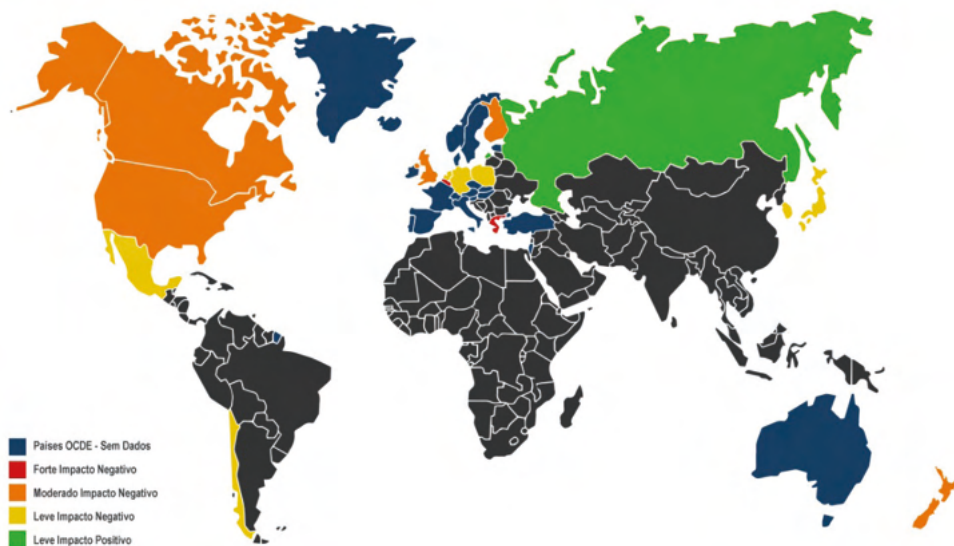 Países OCDE - Sem Dados
Forte Impacto Negativo
Moderado Impacto Negativo
Leve Impacto Negativo
Leve Impacto Positivo